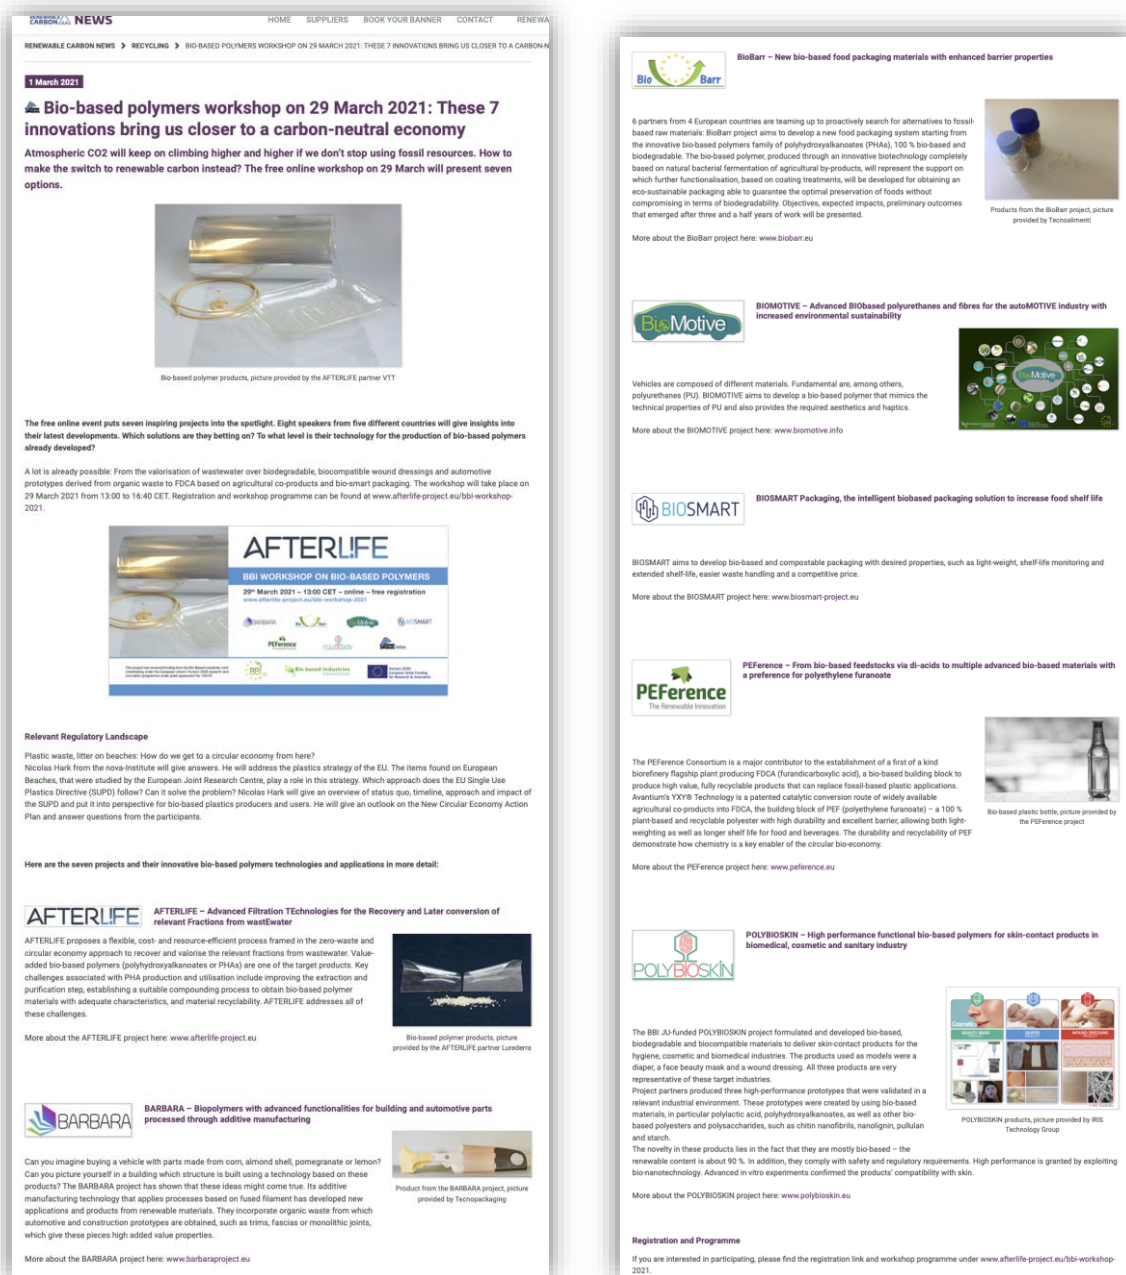 RENEWABLE
CARBON NEWS
HOME SUPPLIERS BOOK YOUR BANNER CONTACT RENEWA
RENEWABLE CARBON NEWS > RECYCLING > BIO-BASED POLYMERS WORKSHOP ON 29 MARCH 2021: THESE 7 INNOVATIONS BRING US CLOSER TO A CARBON-N
1 March 2021
Bio-based polymers workshop on 29 March 2021: These 7
innovations bring us closer to a carbon-neutral economy
Atmospheric CO2 will keep on climbing higher and higher if we don't stop using fossil resources. How to
make the switch to renewable carbon instead? The free online workshop on 29 March will present seven
options.
Bio-based polymer products, picture provided by the AFTERLIFE partner VTT
The free online event puts seven inspiring projects into the spotlight. Eight speakers from five different countries will give insights into
their latest developments. Which solutions are they betting on? To what level is their technology for the production of bio-based polymers
already developed?
A lot is already possible: From the valorisation of wastewater over biodegradable, biocompatible wound dressings and automotive
prototypes derived from organic waste to FDCA based on agricultural co-products and bio-smart packaging. The workshop will take place on
29 March 2021 from 13:00 to 16:40 CET. Registration and workshop programme can be found at www.afterlife-project.eu/bbi-workshop-
2021.
AFTERL!FE
BBI WORKSHOP ON BIO-BASED POLYMERS
29th March 2021 – 13:00 CET – online – free registration
www.afterlife-project.eu/bbi-workshop-2021
BARBARA Bio Barr BioMotive BIOSMART
PEFerence POLYBIOSKIN
BBI Bio based Industries
Relevant Regulatory Landscape
Plastic waste, litter on beaches: How do we get to a circular economy from here?
Nicolas Hark from the nova-Institute will give answers. He will address the plastics strategy of the EU. The items found on European
Beaches, that were studied by the European Joint Research Centre, play a role in this strategy. Which approach does the EU Single Use
Plastics Directive (SUPD) follow? Can it solve the problem? Nicolas Hark will give an overview of status quo, timeline, approach and impact of
the SUPD and put it into perspective for bio-based plastics producers and users. He will give an outlook on the New Circular Economy Action
Plan and answer questions from the participants.
Here are the seven projects and their innovative bio-based polymers technologies and applications in more detail:
AFTERL!FE
AFTERLIFE – Advanced Filtration TEchnologies for the Recovery and Later conversion of
relevant Fractions from wastEwater
AFTERLIFE proposes a flexible, cost- and resource-efficient process framed in the zero-waste and
circular economy approach to recover and valorise the relevant fractions from wastewater. Value-
added bio-based polymers (polyhydroxyalkanoates or PHAs) are one of the target products. Key
challenges associated with PHA production and utilisation include improving the extraction and
purification step, establishing a suitable compounding process to obtain bio-based polymer
materials with adequate characteristics, and material recyclability. AFTERLIFE addresses all of
these challenges.
More about the AFTERLIFE project here: www.afterlife-project.eu
Bio-based polymer products, picture
provided by the AFTERLIFE partner Lurederra
BARBARA
BARBARA – Biopolymers with advanced functionalities for building and automotive parts
processed through additive manufacturing
Can you imagine buying a vehicle with parts made from corn, almond shell, pomegranate or lemon?
Can you picture yourself in a building which structure is built using a technology based on these
products? The BARBARA project has shown that these ideas might come true. Its additive
manufacturing technology that applies processes based on fused filament has developed new
applications and products from renewable materials. They incorporate organic waste from which
automotive and construction prototypes are obtained, such as trims, fascias or monolithic joints,
which give these pieces high added value properties.
More about the BARBARA project here: www.barbaraproject.eu
Product from the BARBARA project, picture
provided by Tecnopackaging
Bio Barr
BioBarr – New bio-based food packaging materials with enhanced barrier properties
6 partners from 4 European countries are teaming up to proactively search for alternatives to fossil-
based raw materials: BioBarr project aims to develop a new food packaging system starting from
the innovative bio-based polymers family of polyhydroxyalkanoates (PHAs), 100 % bio-based and
biodegradable. The bio-based polymer, produced through an innovative biotechnology completely
based on natural bacterial fermentation of agricultural by-products, will represent the support on
which further functionalisation, based on coating treatments, will be developed for obtaining an
eco-sustainable packaging able to guarantee the optimal preservation of foods without
compromising in terms of biodegradability. Objectives, expected impacts, preliminary outcomes
that emerged after three and a half years of work will be presented.
More about the BioBarr project here: www.biobarr.eu
Products from the BioBarr project, picture
provided by Tecnoalimenti
BioMotive
BIOMOTIVE – Advanced BIObased polyurethanes and fibres for the autoMOTIVE industry with
increased environmental sustainability
Vehicles are composed of different materials. Fundamental are, among others,
polyurethanes (PU). BIOMOTIVE aims to develop a bio-based polymer that mimics the
technical properties of PU and also provides the required aesthetics and haptics.
More about the BIOMOTIVE project here: www.biomotive.info
BioMotive
BIOSMART
BIOSMART Packaging, the intelligent biobased packaging solution to increase food shelf life
BIOSMART aims to develop bio-based and compostable packaging with desired properties, such as light-weight, shelf-life monitoring and
extended shelf-life, easier waste handling and a competitive price.
More about the BIOSMART project here: www.biosmart-project.eu
PEFerence
The Renewable Innovation
PEFerence – From bio-based feedstocks via di-acids to multiple advanced bio-based materials with
a preference for polyethylene furanoate
The PEFerence Consortium is a major contributor to the establishment of a first of a kind
biorefinery flagship plant producing FDCA (furandicarboxylic acid), a bio-based building block to
produce high value, fully recyclable products that can replace fossil-based plastic applications.
Avantium's YXY® Technology is a patented catalytic conversion route of widely available
agricultural co-products into FDCA, the building block of PEF (polyethylene furanoate) – a 100 %
plant-based and recyclable polyester with high durability and excellent barrier, allowing both light-
weighting as well as longer shelf life for food and beverages. The durability and recyclability of PEF
demonstrate how chemistry is a key enabler of the circular bio-economy.
More about the PEFerence project here: www.peference.eu
Bio-based plastic bottle, picture provided by
the PEFerence project
POLYBIOSKIN
POLYBIOSKIN – High performance functional bio-based polymers for skin-contact products in
biomedical, cosmetic and sanitary industry
The BBI JU-funded POLYBIOSKIN project formulated and developed bio-based,
biodegradable and biocompatible materials to deliver skin-contact products for the
hygiene, cosmetic and biomedical industries. The products used as models were a
diaper, a face beauty mask and a wound dressing. All three products are very
representative of these target industries.
Project partners produced three high-performance prototypes that were validated in a
relevant industrial environment. These prototypes were created by using bio-based
materials, in particular polylactic acid, polyhydroxyalkanoates, as well as other bio-
based polyesters and polysaccharides, such as chitin nanofibrils, nanolignin, pullulan
and starch.
The novelty in these products lies in the fact that they are mostly bio-based – the
renewable content is about 90 %. In addition, they comply with safety and regulatory requirements. High performance is granted by exploiting
bio-nanotechnology. Advanced in vitro experiments confirmed the products' compatibility with skin.
More about the POLYBIOSKIN project here: www.polybioskin.eu
Cosmetics
BEAUTY MASK DIAPER WOUND DRESSING
POLYBIOSKIN products, picture provided by IRIS
Technology Group
Registration and Programme
If you are interested in participating, please find the registration link and workshop programme under www.afterlife-project.eu/bbi-workshop-
2021.